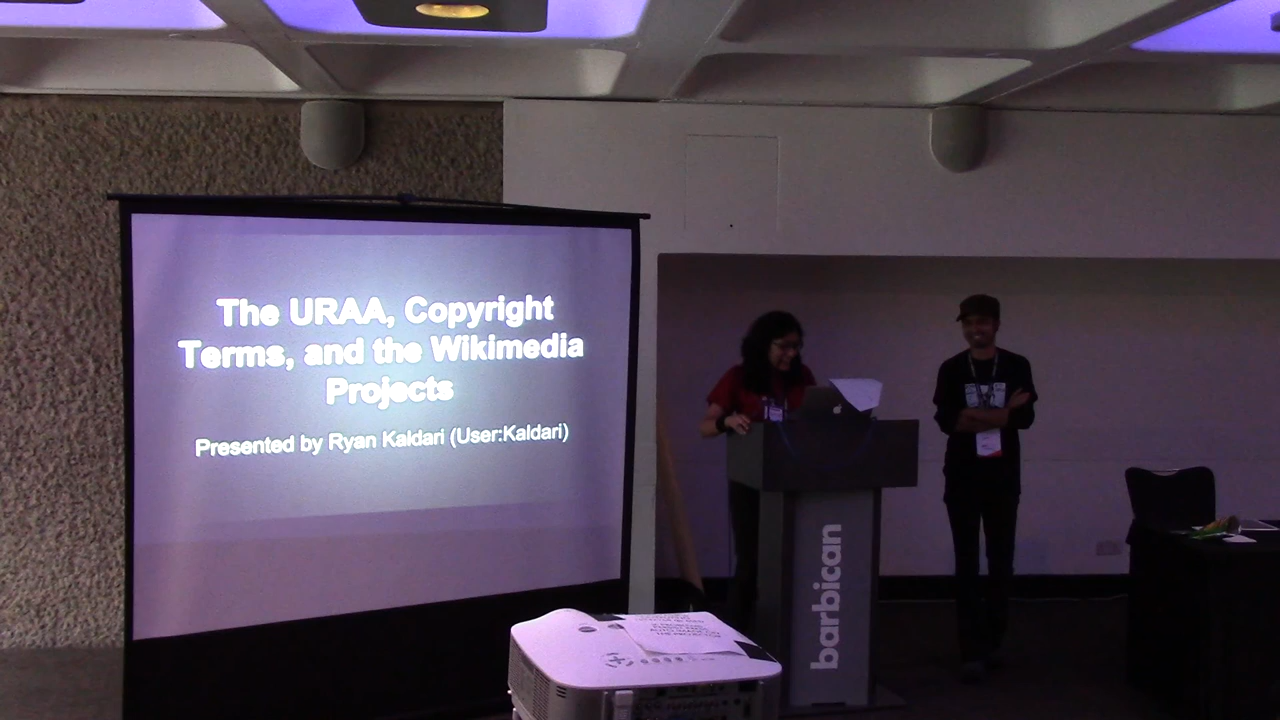 The URAA, Copyright
Terms, and the Wikimedia
Projects
Presented by Ryan Kaldari (User:Kaldari)
barbican